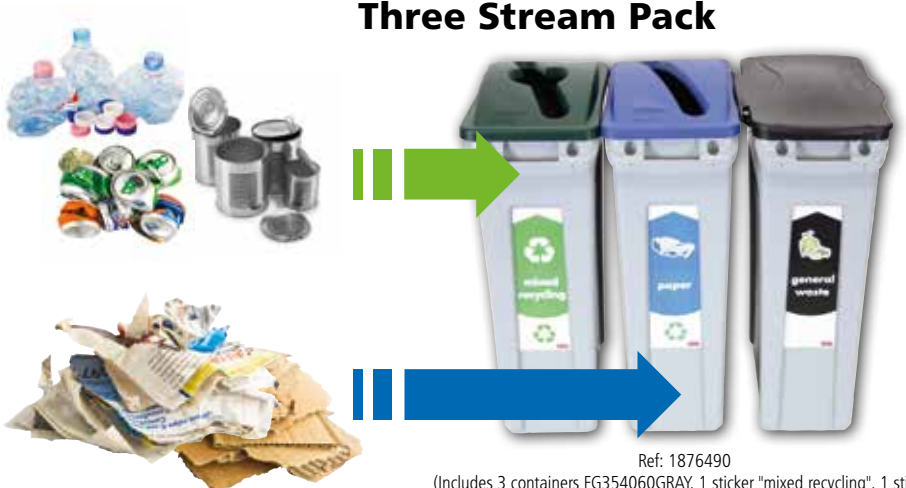 Three Stream Pack
mixed
recycling
paper
general
waste
Ref: 1876490
(Includes 3 containers FG354060GRAY, 1 sticker "mixed recycling", 1 sti